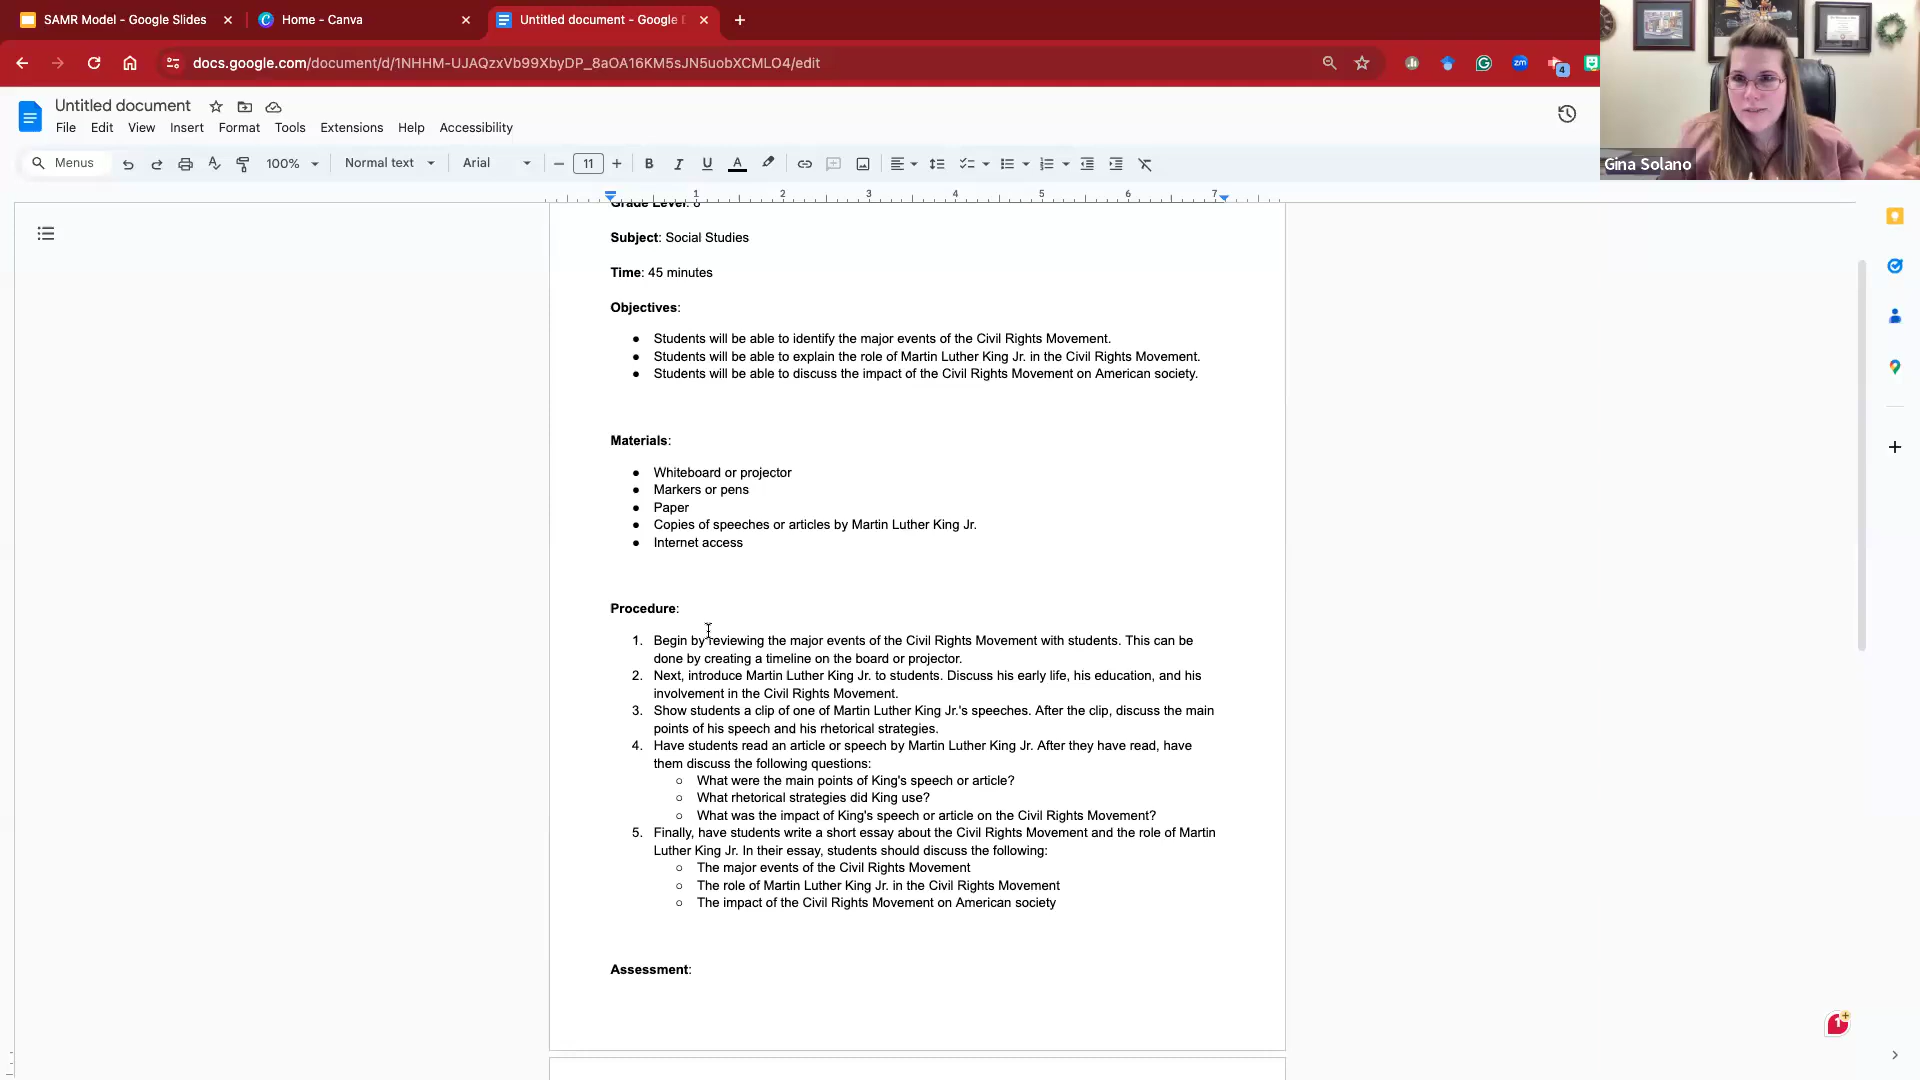 SAMR Model - Google Slides
Home - Canva
Untitled document - Google
docs.google.com/document/d/1NHHM-UJAQzxVb99XbyDP_8aOA16KM5sJN5uobXCMLO4/edit
zm
4
Untitled document
File Edit View Insert Format Tools Extensions Help Accessibility
Menus 100% Normal text Arial 11 B I U A
Gina Solano
1 2 3 4 5 6 7
Grade Level:
Subject: Social Studies
Time: 45 minutes
Objectives:
● Students will be able to identify the major events of the Civil Rights Movement.
● Students will be able to explain the role of Martin Luther King Jr. in the Civil Rights Movement.
● Students will be able to discuss the impact of the Civil Rights Movement on American society.
Materials:
● Whiteboard or projector
● Markers or pens
● Paper
● Copies of speeches or articles by Martin Luther King Jr.
● Internet access
Procedure:
1. Begin by reviewing the major events of the Civil Rights Movement with students. This can be
done by creating a timeline on the board or projector.
2. Next, introduce Martin Luther King Jr. to students. Discuss his early life, his education, and his
involvement in the Civil Rights Movement.
3. Show students a clip of one of Martin Luther King Jr.'s speeches. After the clip, discuss the main
points of his speech and his rhetorical strategies.
4. Have students read an article or speech by Martin Luther King Jr. After they have read, have
them discuss the following questions:
○ What were the main points of King's speech or article?
○ What rhetorical strategies did King use?
○ What was the impact of King's speech or article on the Civil Rights Movement?
5. Finally, have students write a short essay about the Civil Rights Movement and the role of Martin
Luther King Jr. In their essay, students should discuss the following:
○ The major events of the Civil Rights Movement
○ The role of Martin Luther King Jr. in the Civil Rights Movement
○ The impact of the Civil Rights Movement on American society
Assessment:
1